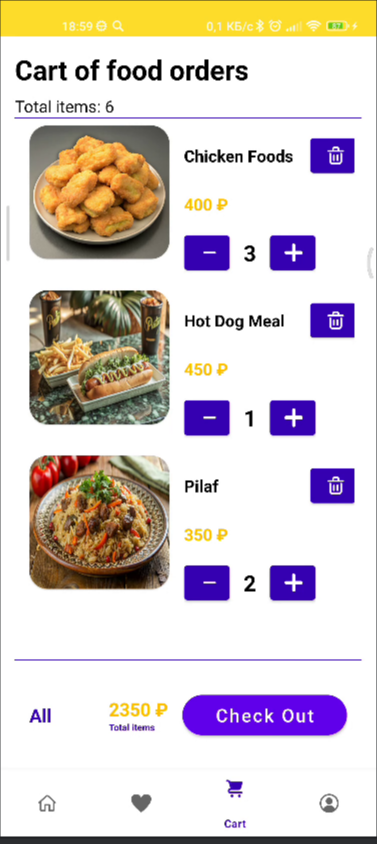 18:59 0,1 КБ/с 87
Cart of food orders
Total items: 6
Chicken Foods
400 ₽
3
Hot Dog Meal
450 ₽
1
Pilaf
350 ₽
2
All 2350 ₽ Check Out
Total items
Cart